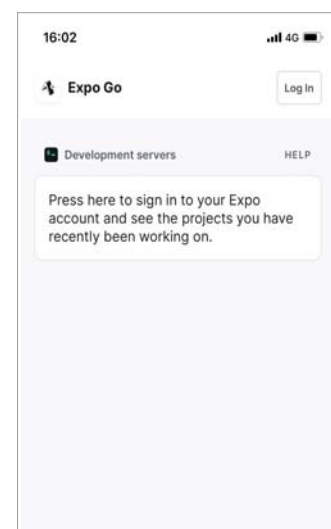 16:02
4G
Expo Go
Log In
Development servers
HELP
Press here to sign in to your Expo
account and see the projects you have
recently been working on.